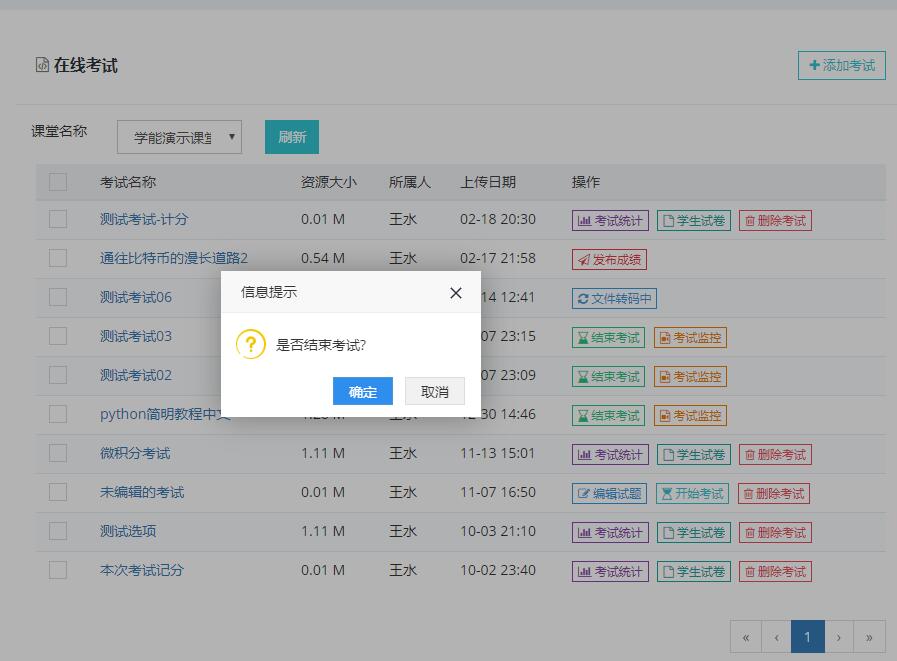 在线考试
添加考试
课堂名称 学能演示课堂 刷新
考试名称 资源大小 所属人 上传日期 操作
测试考试-计分 0.01 M 王水 02-18 20:30 考试统计 学生试卷 删除考试
通往比特币的漫长道路2 0.54 M 王水 02-17 21:58 发布成绩
测试考试06 14 12:41 文件转码中
测试考试03 07 23:15 结束考试 考试监控
测试考试02 07 23:09 结束考试 考试监控
python简明教程中文 王水 30 14:46 结束考试 考试监控
微积分考试 1.11 M 王水 11-13 15:01 考试统计 学生试卷 删除考试
未编辑的考试 0.01 M 王水 11-07 16:50 编辑试题 开始考试 删除考试
测试选项 1.11 M 王水 10-03 21:10 考试统计 学生试卷 删除考试
本次考试记分 0.01 M 王水 10-02 23:40 考试统计 学生试卷 删除考试
« ‹ 1 › »
信息提示
是否结束考试?
确定 取消